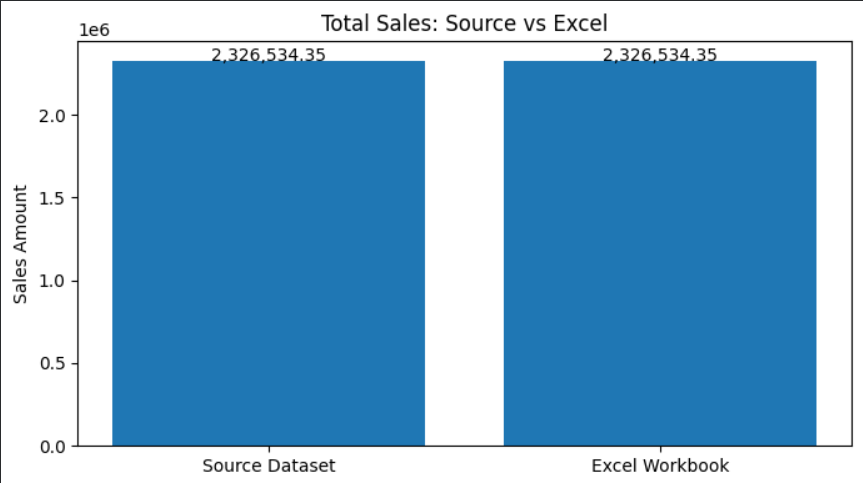 Total Sales: Source vs Excel
1e6
2,326,534.35 2,326,534.35
2.0
1.5
1.0
0.5
0.0
Sales Amount
Source Dataset Excel Workbook